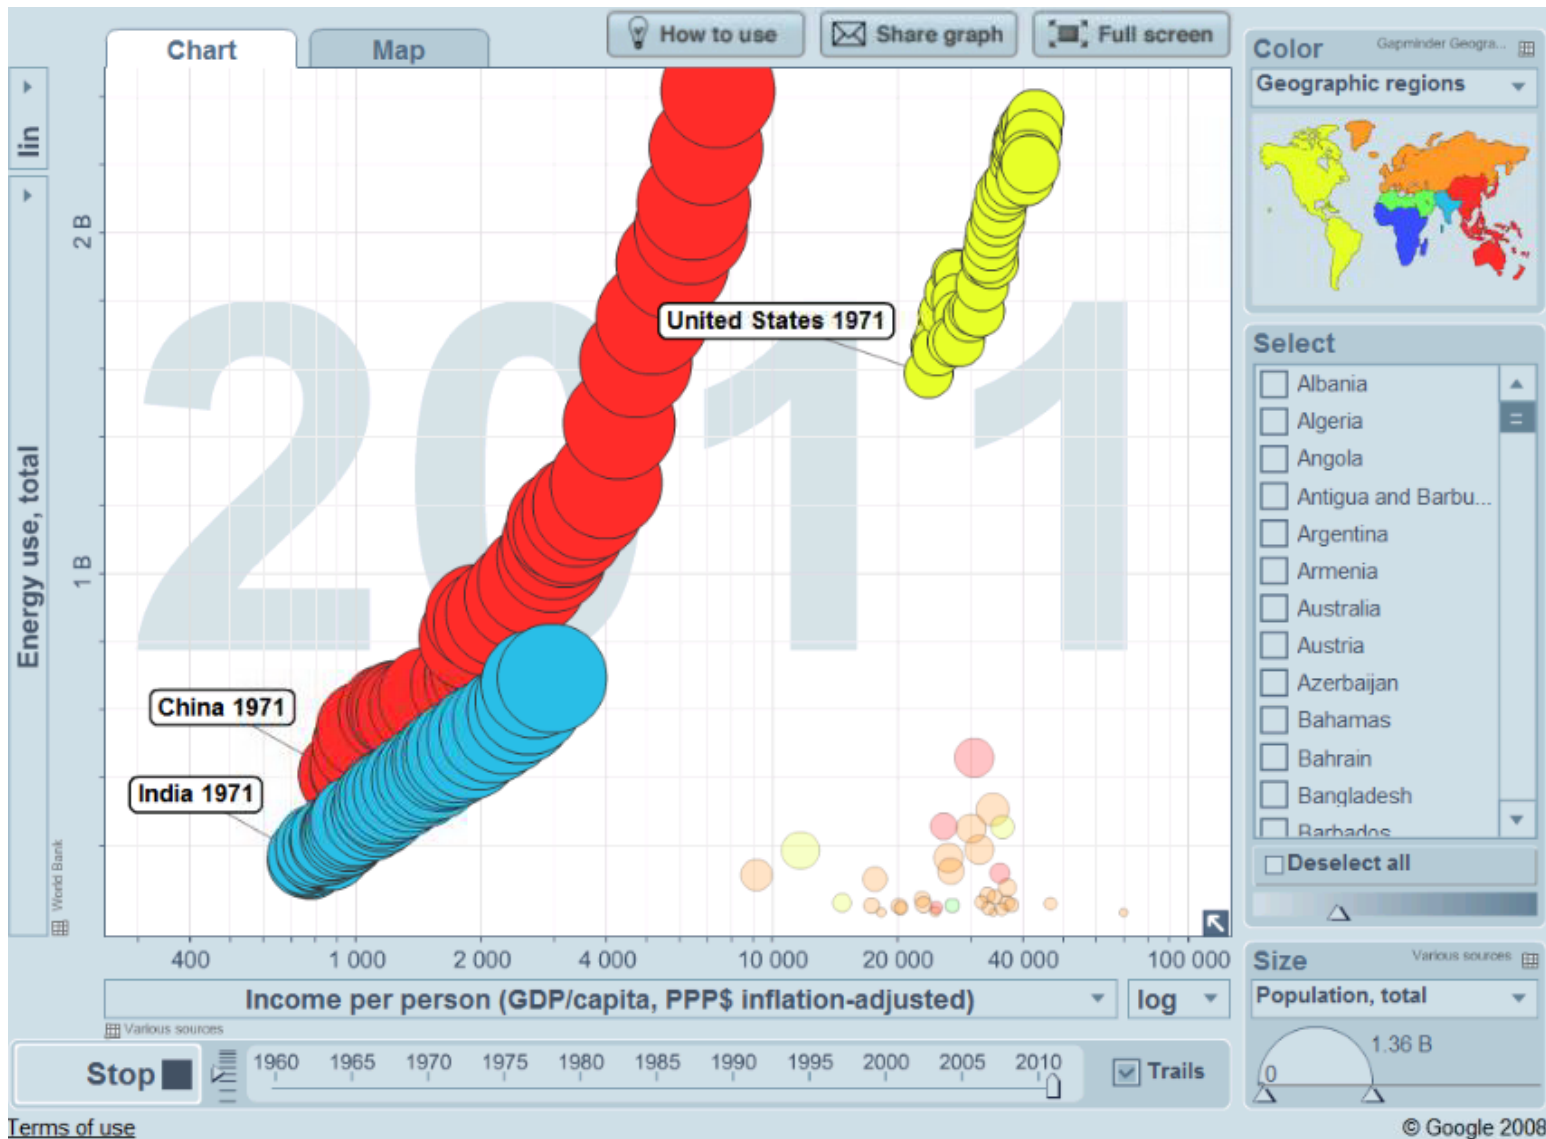 Chart
Map
How to use
Share graph
Full screen
lin
Energy use, total
World Bank
2B
1B
2011
United States 1971
China 1971
India 1971
400
1 000
2 000
4 000
10 000
20 000
40 000
100 000
Income per person (GDP/capita, PPP$ inflation-adjusted)
log
Various sources
Stop
1960 1965 1970 1975 1980 1985 1990 1995 2000 2005 2010
Trails
Color
Gapminder Geogra...
Geographic regions
Select
Albania
Algeria
Angola
Antigua and Barbu...
Argentina
Armenia
Australia
Austria
Azerbaijan
Bahamas
Bahrain
Bangladesh
Barbados
Deselect all
Size
Various sources
Population, total
1.36 B
0
Terms of use
© Google 2008